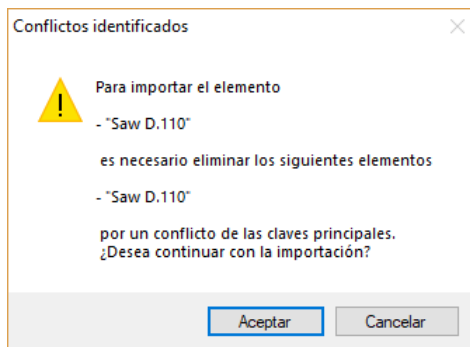 Conflictos identificados
Para importar el elemento
- "Saw D.110"
es necesario eliminar los siguientes elementos
- "Saw D.110"
por un conflicto de las claves principales.
¿Desea continuar con la importación?
Aceptar
Cancelar